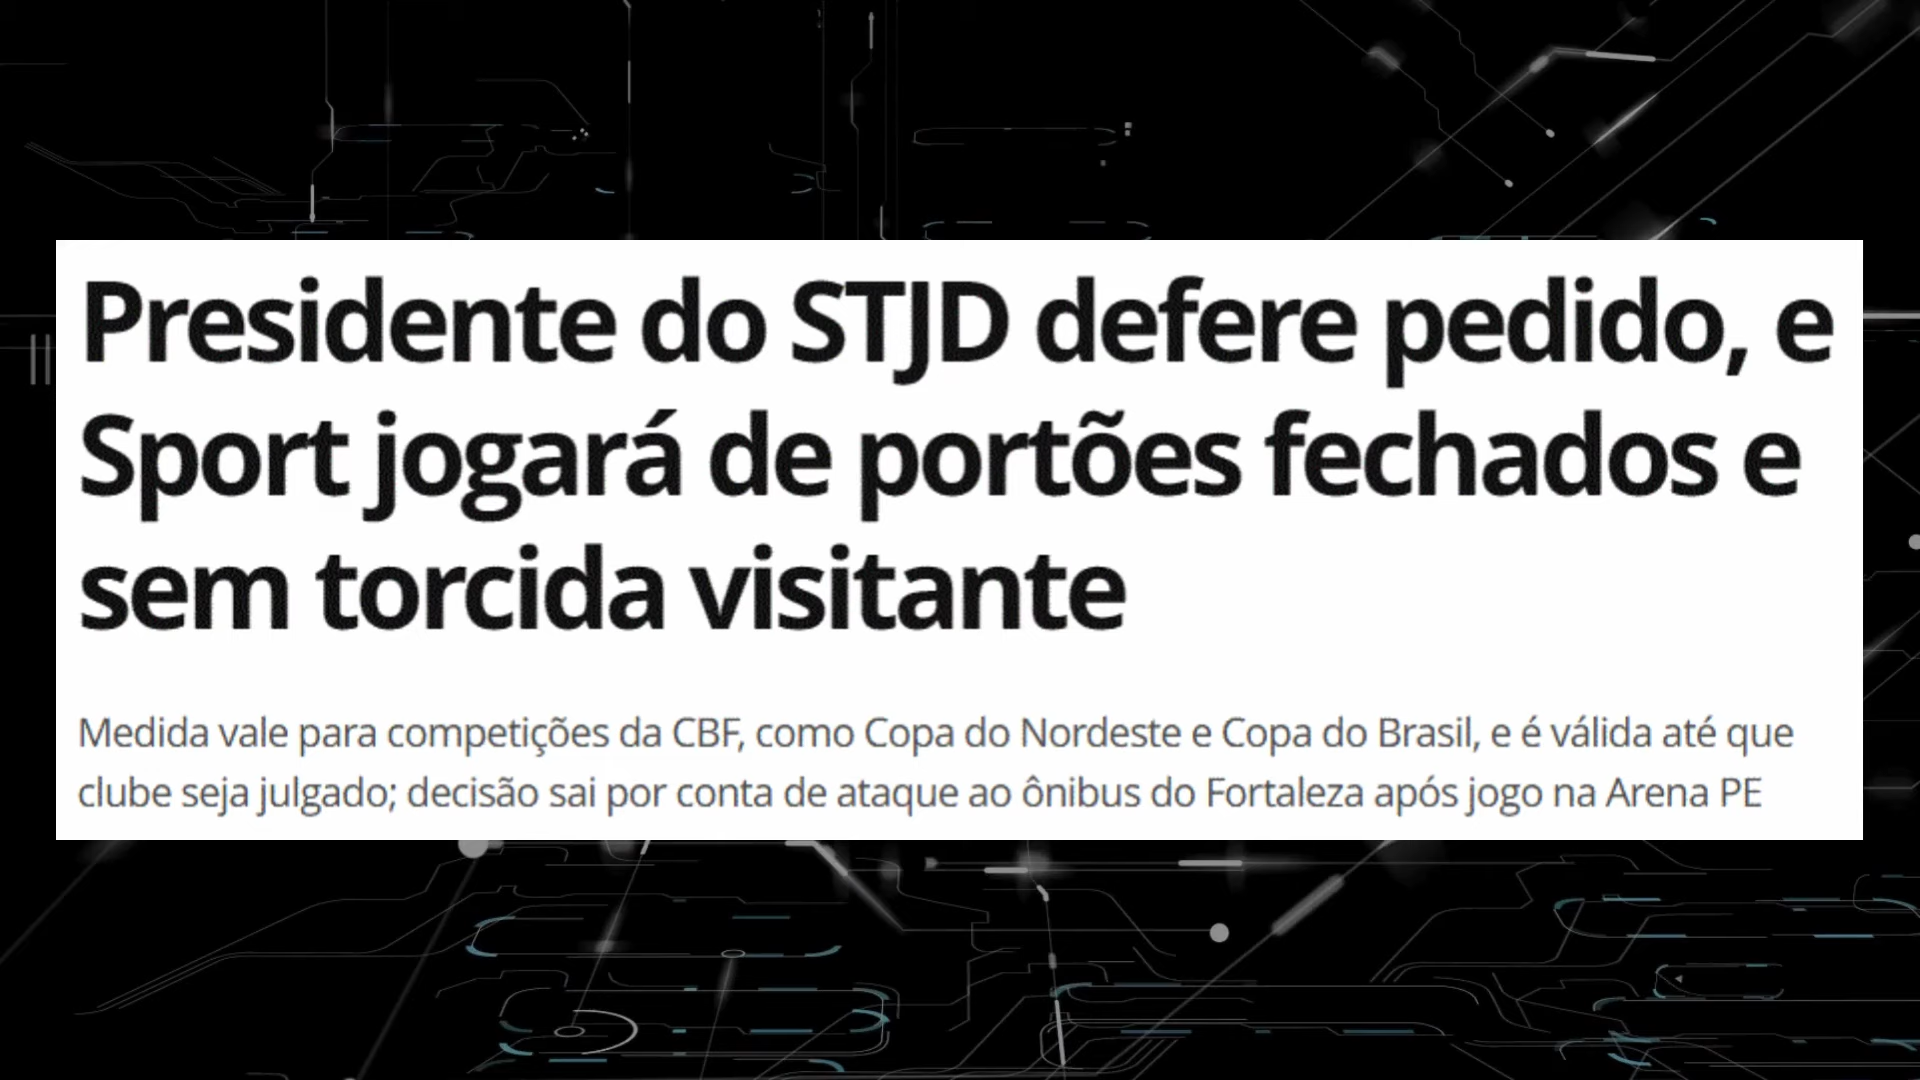 Presidente do STJD defere pedido, e
Sport jogará de portões fechados e
sem torcida visitante
Medida vale para competições da CBF, como Copa do Nordeste e Copa do Brasil, e é válida até que
clube seja julgado; decisão sai por conta de ataque ao ônibus do Fortaleza após jogo na Arena PE